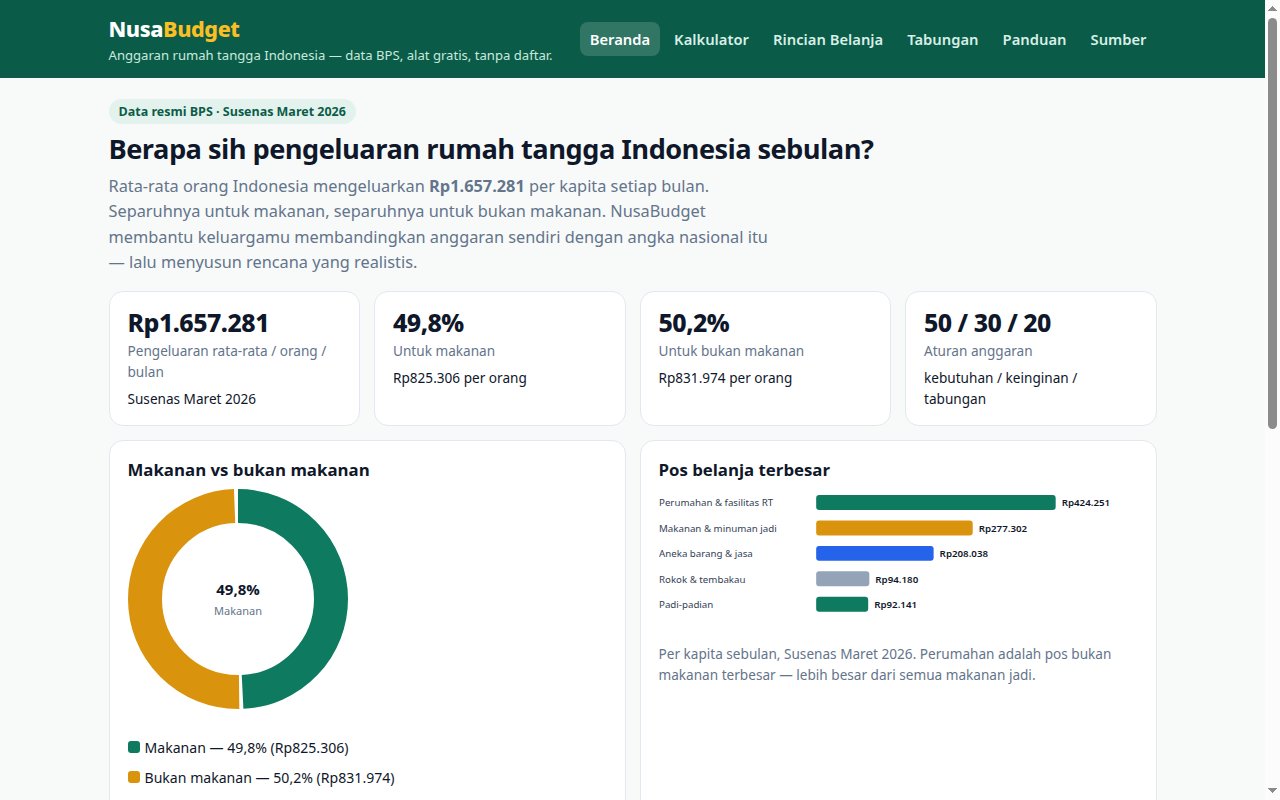 NusaBudget
Anggaran rumah tangga Indonesia — data BPS, alat gratis, tanpa daftar.
Beranda
Kalkulator
Rincian Belanja
Tabungan
Panduan
Sumber
Data resmi BPS · Susenas Maret 2026
Berapa sih pengeluaran rumah tangga Indonesia sebulan?
Rata-rata orang Indonesia mengeluarkan Rp1.657.281 per kapita setiap bulan.
Separuhnya untuk makanan, separuhnya untuk bukan makanan. NusaBudget
membantu keluargamu membandingkan anggaran sendiri dengan angka nasional itu
— lalu menyusun rencana yang realistis.
Rp1.657.281
Pengeluaran rata-rata / orang /
bulan
Susenas Maret 2026
49,8%
Untuk makanan
Rp825.306 per orang
50,2%
Untuk bukan makanan
Rp831.974 per orang
50 / 30 / 20
Aturan anggaran
kebutuhan / keinginan /
tabungan
Makanan vs bukan makanan
49,8%
Makanan
Makanan — 49,8% (Rp825.306)
Bukan makanan — 50,2% (Rp831.974)
Pos belanja terbesar
Perumahan & fasilitas RT Rp424.251
Makanan & minuman jadi Rp277.302
Aneka barang & jasa Rp208.038
Rokok & tembakau Rp94.180
Padi-padian Rp92.141
Per kapita sebulan, Susenas Maret 2026. Perumahan adalah pos bukan
makanan terbesar — lebih besar dari semua makanan jadi.